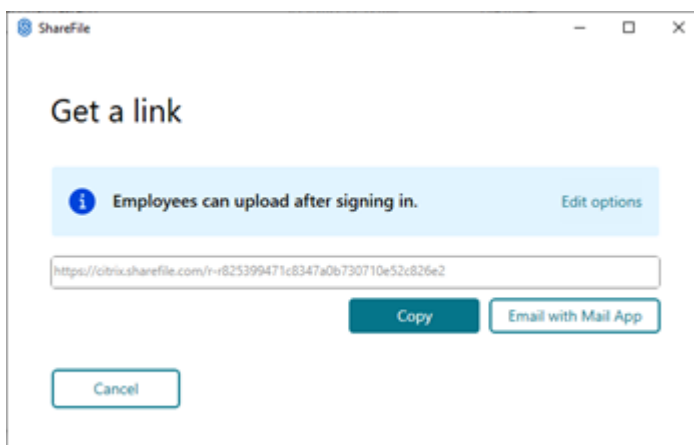 ShareFile
Get a link
Employees can upload after signing in.
Edit options
https://citrix.sharefile.com/r-r825399471c8347a0b730710e52c826e2
Copy
Email with Mail App
Cancel